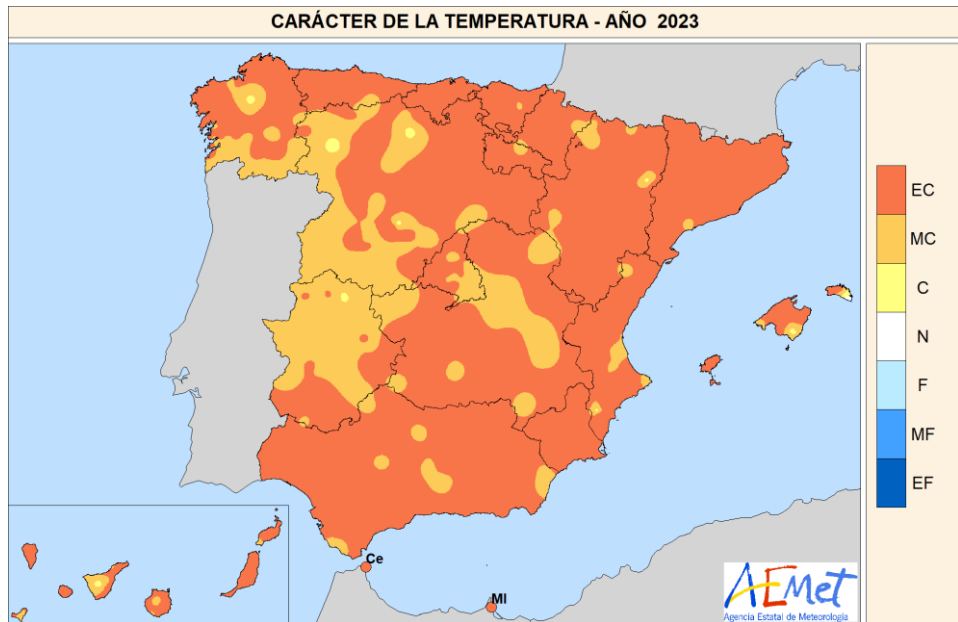 CARÁCTER DE LA TEMPERATURA - AÑO 2023
EC
MC
C
N
F
MF
EF
Ce
Ml
AEMet
Agencia Estatal de Meteorología